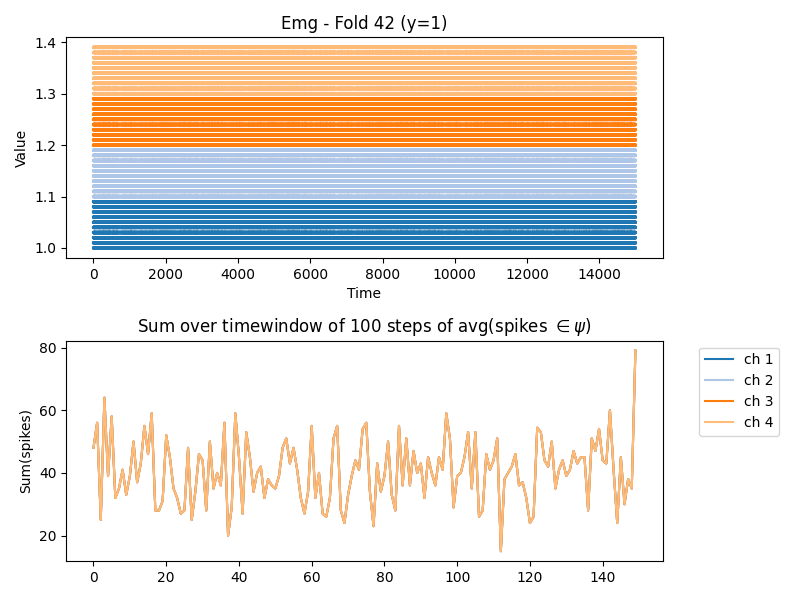 Emg - Fold 42 (y=1)
Value
1.4
1.3
1.2
1.1
1.0
0 2000 4000 6000 8000 10000 12000 14000
Time
Sum over timewindow of 100 steps of avg(spikes ∈ ψ)
Sum(spikes)
80
60
40
20
0 20 40 60 80 100 120 140
ch 1
ch 2
ch 3
ch 4